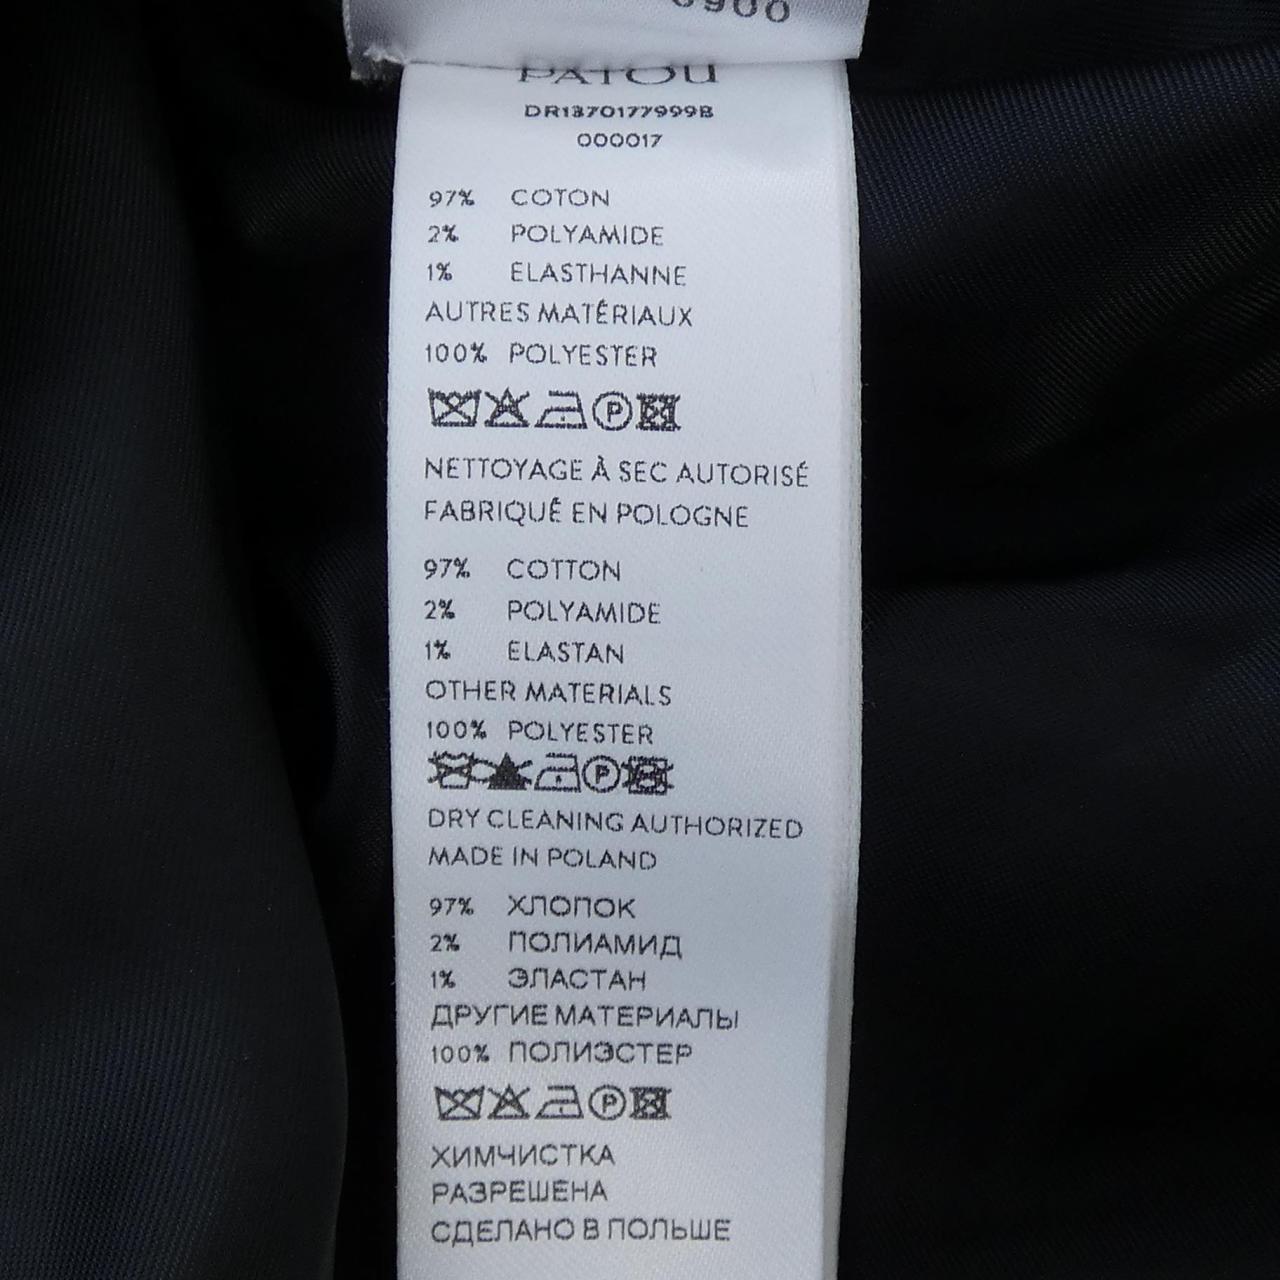 PATOU
DR1370177999B
000017
97% COTON
2% POLYAMIDE
1% ELASTHANNE
AUTRES MATÉRIAUX
100% POLYESTER
P
NETTOYAGE À SEC AUTORISÉ
FABRIQUÉ EN POLOGNE
97% COTTON
2% POLYAMIDE
1% ELASTAN
OTHER MATERIALS
100% POLYESTER
P
DRY CLEANING AUTHORIZED
MADE IN POLAND
97% ХЛОПОК
2% ПОЛИАМИД
1% ЭЛАСТАН
ДРУГИЕ МАТЕРИАЛЫ
100% ПОЛИЭСТЕР
P
ХИМЧИСТКА
РАЗРЕШЕНА
СДЕЛАНО В ПОЛЬШЕ